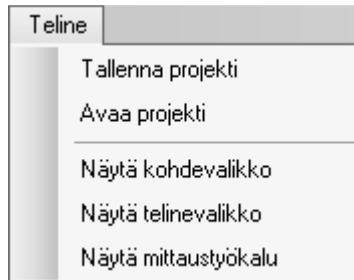 Teline
Tallenna projekti
Avaa projekti
Näytä kohdevalikko
Näytä telinevalikko
Näytä mittaustyökalu